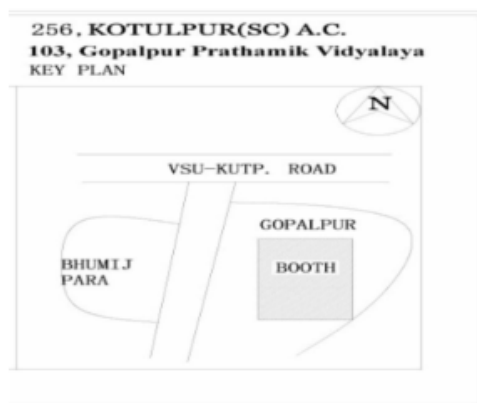 256, KOTULPUR(SC) A.C.
103, Gopalpur Prathamik Vidyalaya
KEY PLAN
N
VSU-KUTP. ROAD
GOPALPUR
BHUMIJ
PARA
BOOTH